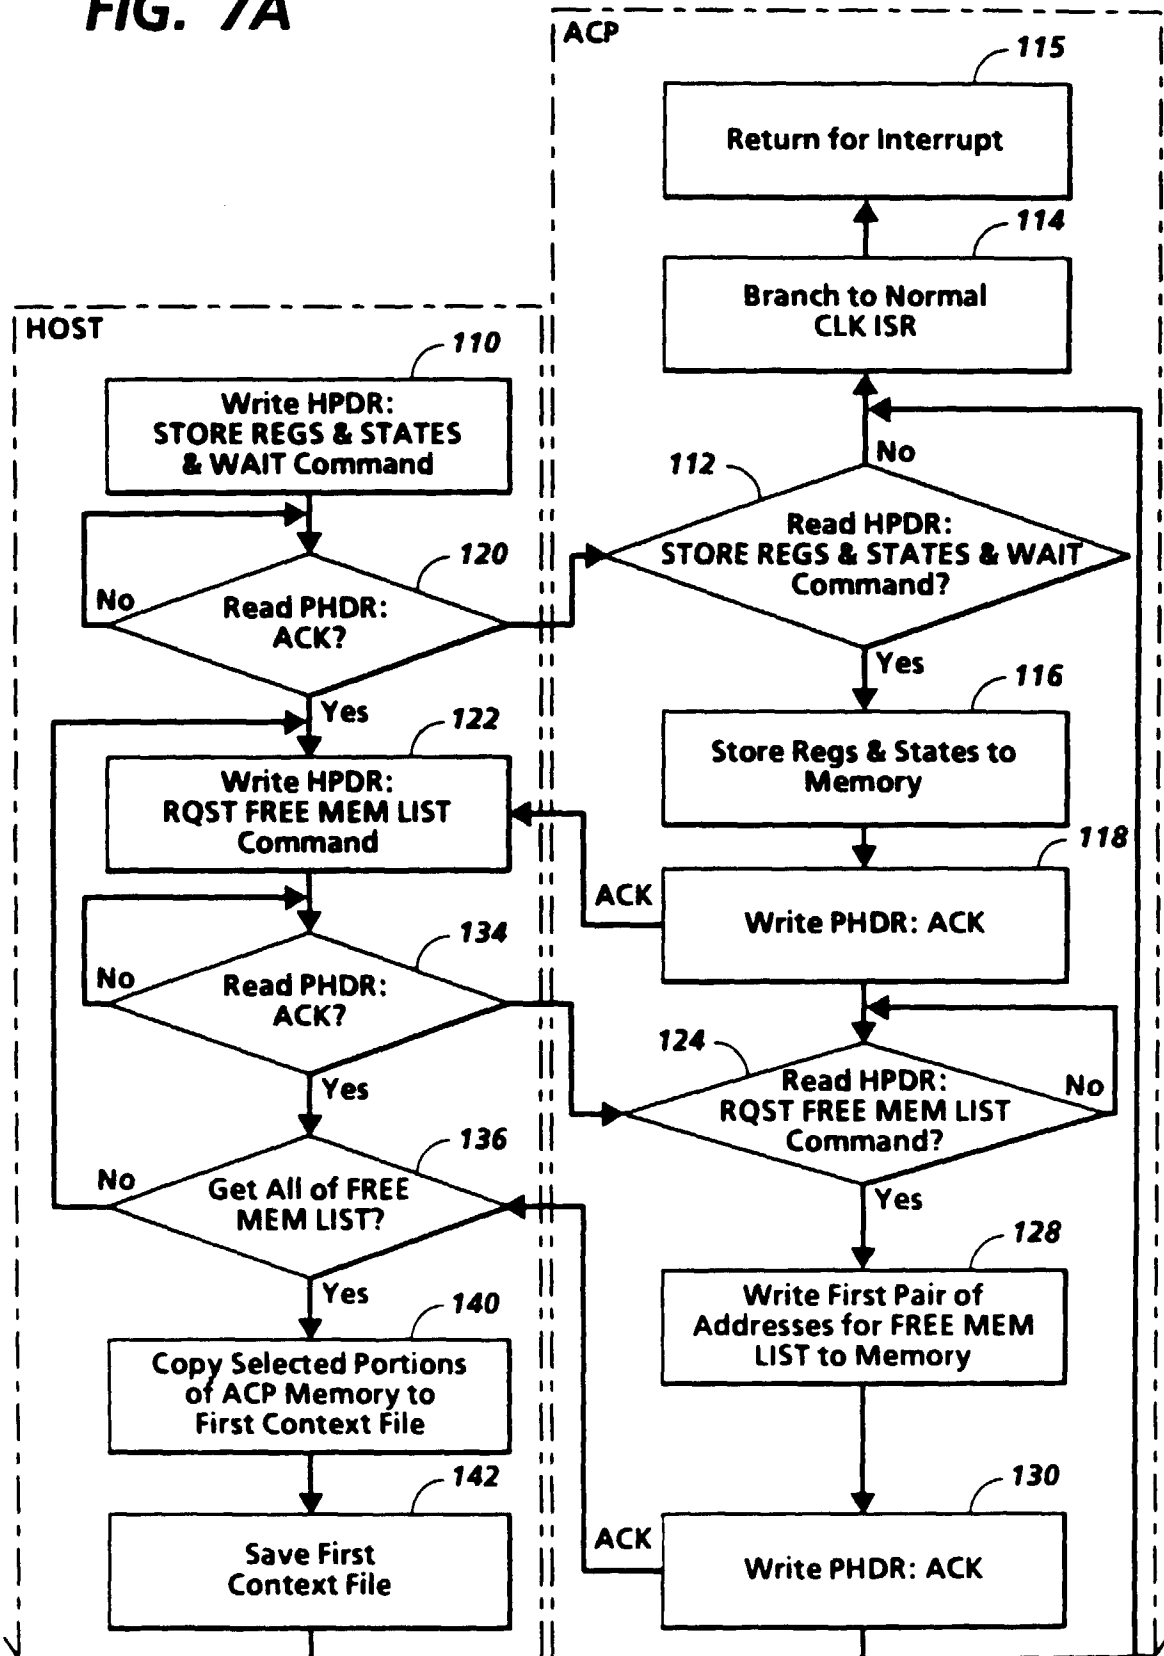 FIG. 7A
ACP
115
Return for Interrupt
114
Branch to Normal
CLK ISR
HOST
110
Write HPDR:
STORE REGS & STATES
& WAIT Command
No
112
Read HPDR:
STORE REGS & STATES & WAIT
Command?
120
No
Read PHDR:
ACK?
Yes
Yes
116
Store Regs & States to
Memory
122
Write HPDR:
RQST FREE MEM LIST
Command
118
ACK
Write PHDR: ACK
134
No
Read PHDR:
ACK?
Yes
124
Read HPDR:
No
RQST FREE MEM LIST
Command?
Yes
136
No
Get All of FREE
MEM LIST?
Yes
128
Write First Pair of
Addresses for FREE MEM
LIST to Memory
140
Copy Selected Portions
of ACP Memory to
First Context File
142
Save First
Context File
130
ACK
Write PHDR: ACK